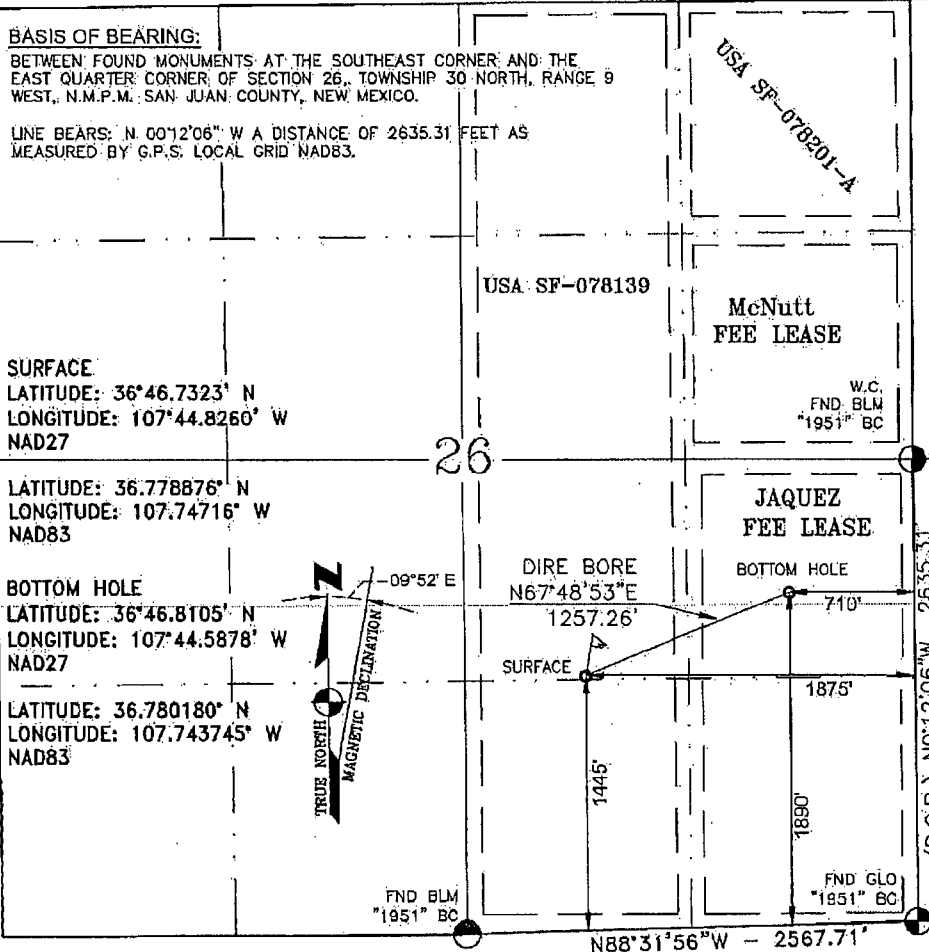 BASIS OF BEARING:
BETWEEN FOUND MONUMENTS AT THE SOUTHEAST CORNER AND THE
EAST QUARTER CORNER OF SECTION 26, TOWNSHIP 30 NORTH, RANGE 9
WEST, N.M.P.M. SAN JUAN COUNTY, NEW MEXICO.
LINE BEARS: N 00°12'06" W A DISTANCE OF 2635.31 FEET AS
MEASURED BY G.P.S. LOCAL GRID NAD83.
USA SF-078201-A
USA SF-078139
McNutt
FEE LEASE
W.C.
FND BLM
"1951" BC
SURFACE
LATITUDE: 36°46.7323' N
LONGITUDE: 107°44.8260' W
NAD27
26
LATITUDE: 36.778876° N
LONGITUDE: 107.74716° W
NAD83
JAQUEZ
FEE LEASE
BOTTOM HOLE
LATITUDE: 36°46.8105' N
LONGITUDE: 107°44.5878' W
NAD27
LATITUDE: 36.780180° N
LONGITUDE: 107.743745° W
NAD83
N
09°52' E
TRUE NORTH
MAGNETIC DECLINATION
DIRE BORE
N67°48'53"E
1257.26'
BOTTOM HOLE
710'
SURFACE
1875'
1445'
1890'
N0°12'06"W 2635.31'
FND BLM
"1951" BC
FND GLO
"1951" BC
N88°31'56"W - 2567.71'